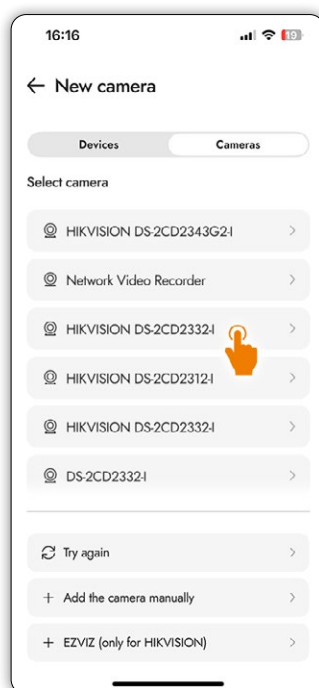 16:16
19
← New camera
Devices Cameras
Select camera
HIKVISION DS-2CD2343G2-I
Network Video Recorder
HIKVISION DS-2CD2332-I
HIKVISION DS-2CD2312-I
HIKVISION DS-2CD2332-I
DS-2CD2332-I
Try again
+ Add the camera manually
+ EZVIZ (only for HIKVISION)